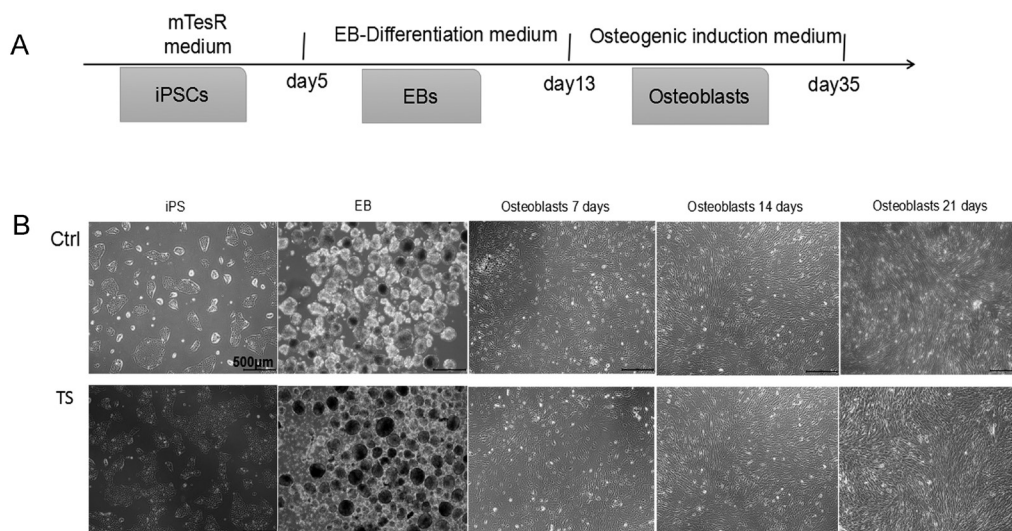 A
mTesR
medium
EB-Differentiation medium
Osteogenic induction medium
iPSCs
day5
EBs
day13
Osteoblasts
day35
B
iPS
EB
Osteoblasts 7 days
Osteoblasts 14 days
Osteoblasts 21 days
Ctrl
500μm
TS